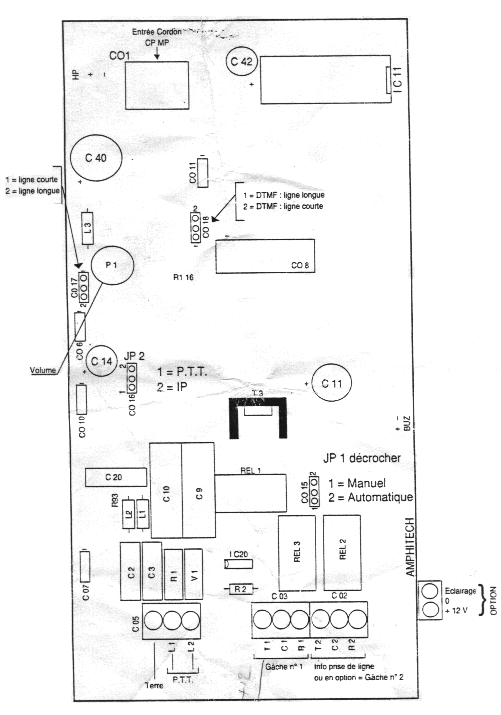 Entrée Cordon
CP MP
CO1
HP + -
C 42
+
I C 11
C 40
+
1 = ligne courte
2 = ligne longue
CO 11
1 = DTMF : ligne longue
2 = DTMF : ligne courte
2
CO 18
1
L 3
P 1
R1 16
CO 8
CO 17
1
2
CO 6
C 14
+
JP 2
2
1
CO 16
1 = P.T.T.
2 = IP
Volume
C 11
+
CO 10
+ -
BUZ
C 20
C 10
C 9
REL 1
JP 1 décrocher
CO 15
2
1
1 = Manuel
2 = Automatique
R93
L2
L1
REL 3
REL 2
AMPHITECH
C 07
C 2
C 3
R 1
V 1
I C20
R 2
Eclairage
0
+ 12 V
OPTION
C 05
C 03
C 02
L 1
L 2
T 1
C 1
R 1
T 2
C 2
R 2
Terre
P.T.T.
Gâche n° 1
Info prise de ligne
ou en option = Gâche n° 2